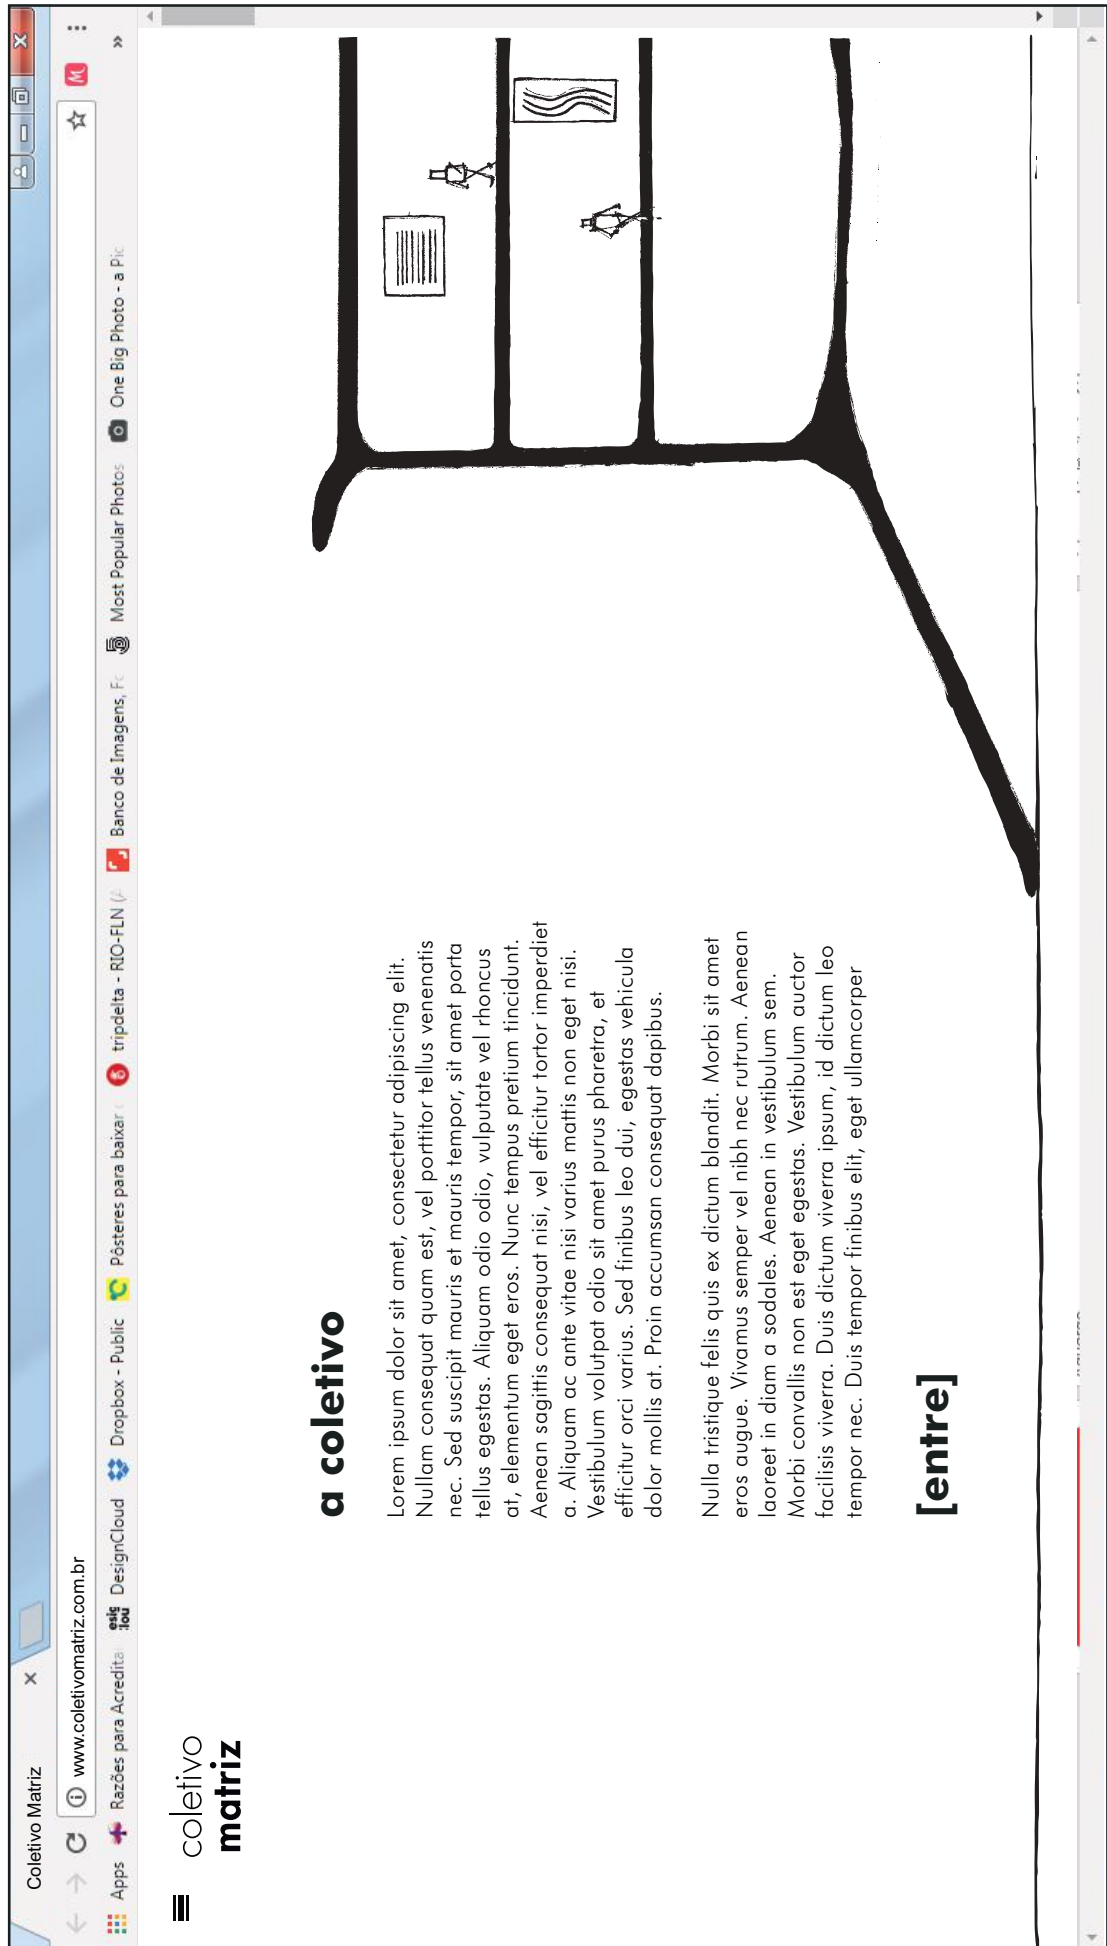 Coletivo Matriz
www.coletivomatriz.com.br
Apps Razões para Acredita DesignCloud Dropbox - Public Pôsteres para baixar tripdelta - RIO-FLN (A Banco de Imagens, Fo Most Popular Photos One Big Photo - a Pic
coletivo
matriz
a coletivo
Lorem ipsum dolor sit amet, consectetur adipiscing elit.
Nullam consequat quam est, vel porttitor tellus venenatis
nec. Sed suscipit mauris et mauris tempor, sit amet porta
tellus egestas. Aliquam odio odio, vulputate vel rhoncus
at, elementum eget eros. Nunc tempus pretium tincidunt.
Aenean sagittis consequat nisi, vel efficitur tortor imperdiet
a. Aliquam ac ante vitae nisi varius mattis non eget nisi.
Vestibulum volutpat odio sit amet purus pharetra, et
efficitur orci varius. Sed finibus leo dui, egestas vehicula
dolor mollis at. Proin accumsan consequat dapibus.
Nulla tristique felis quis ex dictum blandit. Morbi sit amet
eros augue. Vivamus semper vel nibh nec rutrum. Aenean
laoreet in diam a sodales. Aenean in vestibulum sem.
Morbi convallis non est eget egestas. Vestibulum auctor
facilisis viverra. Duis dictum viverra ipsum, id dictum leo
tempor nec. Duis tempor finibus elit, eget ullamcorper
[entre]